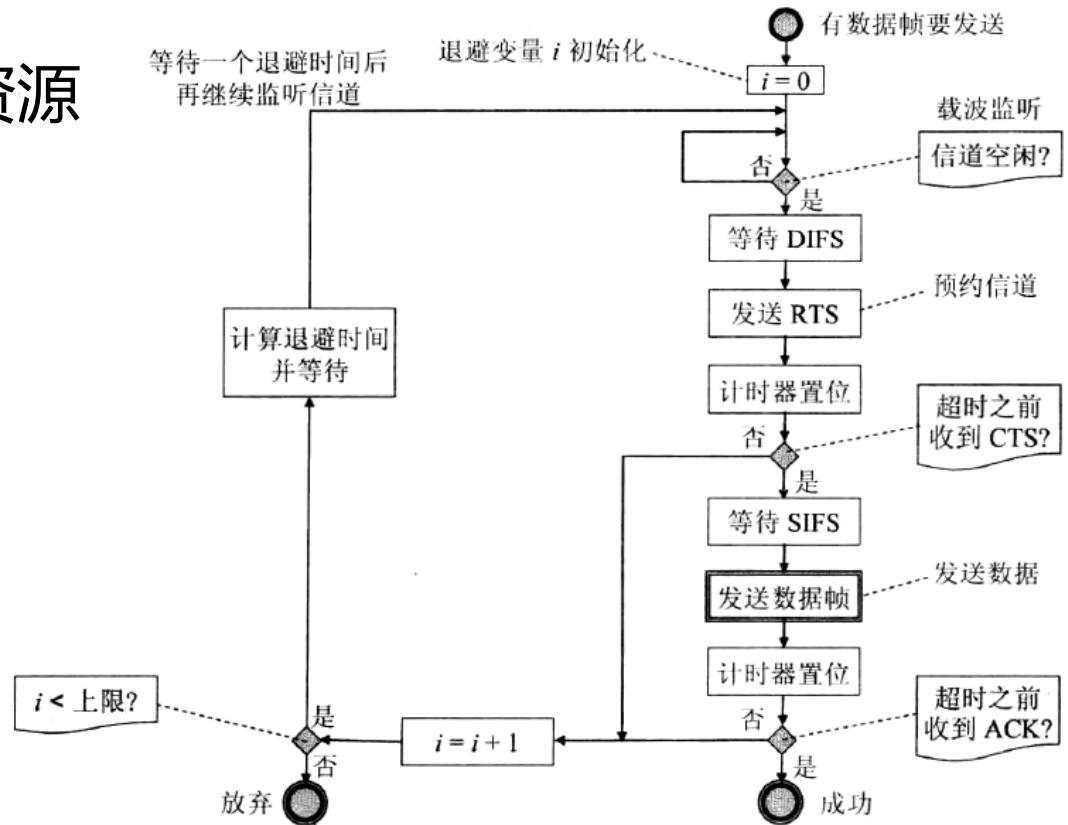 资源
有数据帧要发送
退避变量 i 初始化
i = 0
等待一个退避时间后
再继续监听信道
载波监听
信道空闲?
否
是
等待 DIFS
预约信道
发送 RTS
计算退避时间
并等待
计时器置位
超时之前
收到 CTS?
否
是
等待 SIFS
发送数据
发送数据帧
计时器置位
i < 上限?
超时之前
收到 ACK?
是
i = i + 1
否
否
是
放弃
成功